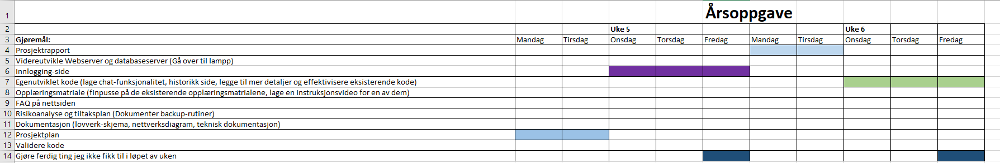 Årsoppgave
1
2 Uke 5 Uke 6
3 Gjøremål: Mandag Tirsdag Onsdag Torsdag Fredag Mandag Tirsdag Onsdag Torsdag Fredag
4 Prosjektrapport
5 Videreutvikle Webserver og databaseserver (Gå over til lampp)
6 Innlogging-side
7 Egenutviklet kode (lage chat-funksjonalitet, historikk side, legge til mer detaljer og effektivisere eksisterende kode)
8 Opplæringsmatriale (finpusse på de eksisterende opplæringsmatrialene, lage en instruksjonsvideo for en av dem)
9 FAQ på nettsiden
10 Risikoanalyse og tiltaksplan (Dokumenter backup-rutiner)
11 Dokumentasjon (lovverk-skjema, nettverksdiagram, teknisk dokumentasjon)
12 Prosjektplan
13 Validere kode
14 Gjøre ferdig ting jeg ikke fikk til i løpet av uken